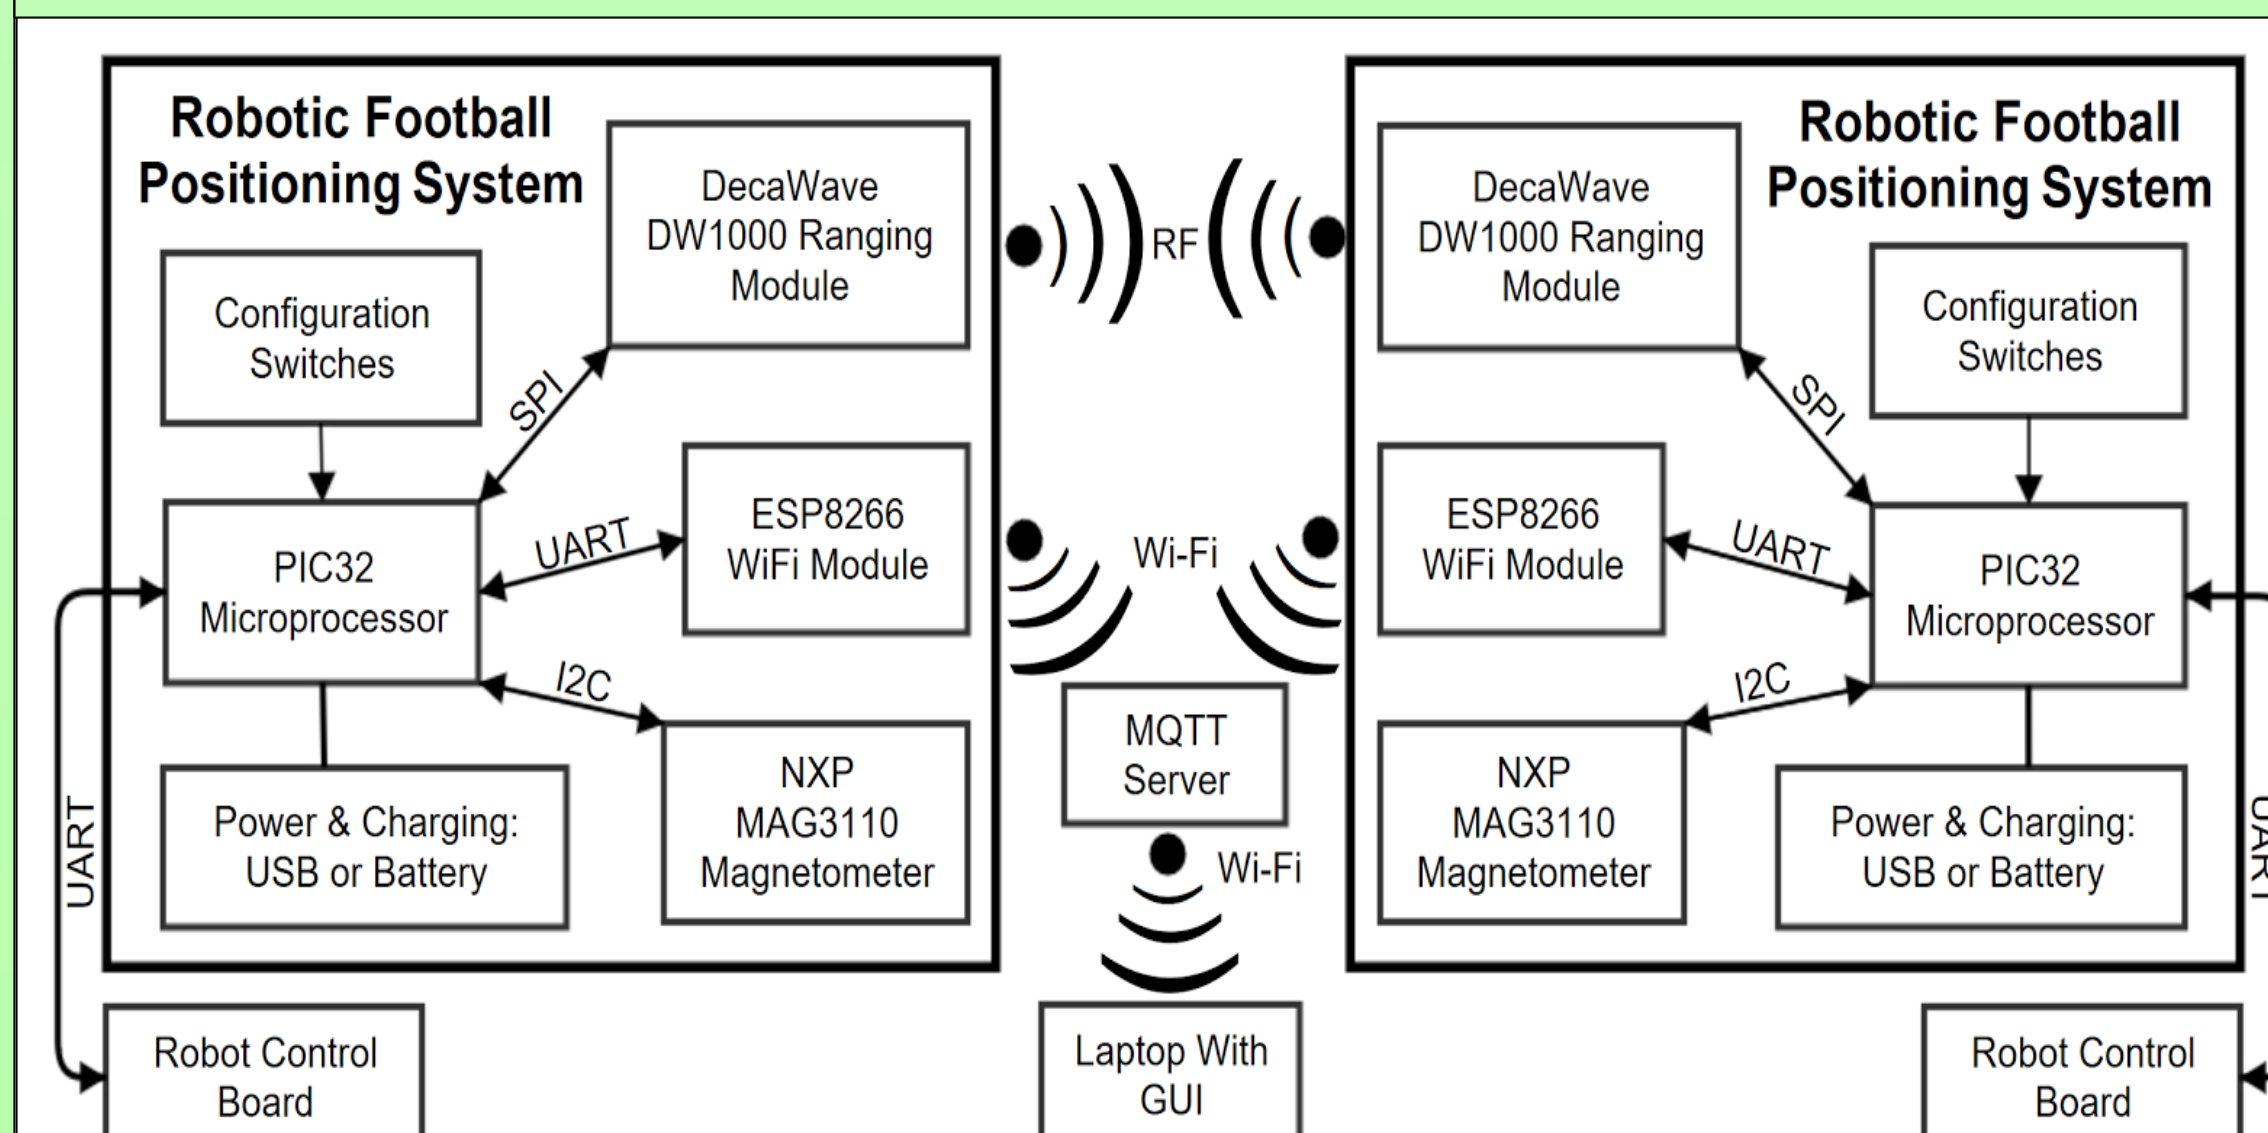 Robotic Football
Positioning System
DecaWave
DW1000 Ranging
Module
Configuration
Switches
SPI
PIC32
Microprocessor
UART
ESP8266
WiFi Module
I2C
NXP
MAG3110
Magnetometer
Power & Charging:
USB or Battery
UART
Robot Control
Board
RF
Wi-Fi
MQTT
Server
Wi-Fi
Laptop With
GUI
Robotic Football
Positioning System
DecaWave
DW1000 Ranging
Module
Configuration
Switches
SPI
ESP8266
WiFi Module
UART
PIC32
Microprocessor
I2C
NXP
MAG3110
Magnetometer
Power & Charging:
USB or Battery
UART
Robot Control
Board